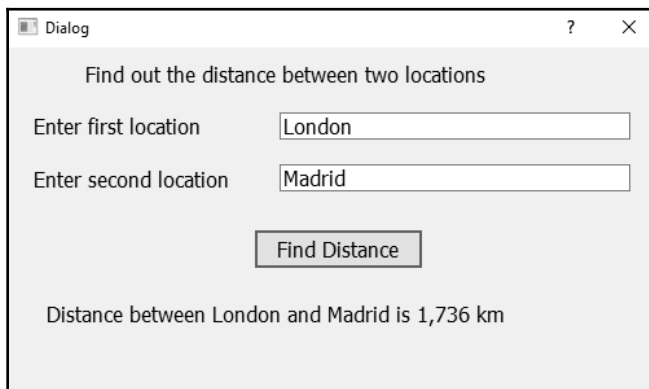 Dialog ? ×
Find out the distance between two locations
Enter first location London
Enter second location Madrid
Find Distance
Distance between London and Madrid is 1,736 km